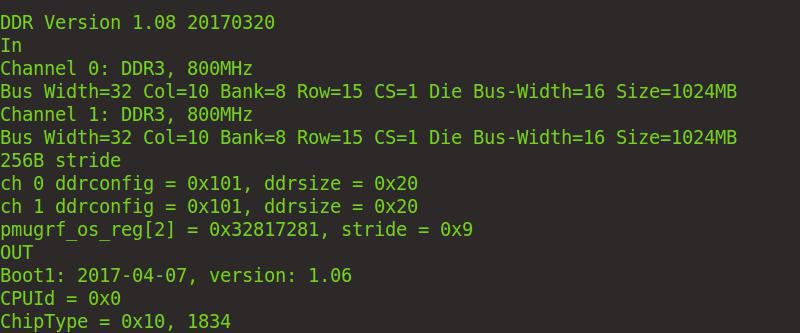 DDR Version 1.08 20170320
In
Channel 0: DDR3, 800MHz
Bus Width=32 Col=10 Bank=8 Row=15 CS=1 Die Bus-Width=16 Size=1024MB
Channel 1: DDR3, 800MHz
Bus Width=32 Col=10 Bank=8 Row=15 CS=1 Die Bus-Width=16 Size=1024MB
256B stride
ch 0 ddrconfig = 0x101, ddrsize = 0x20
ch 1 ddrconfig = 0x101, ddrsize = 0x20
pmugrf_os_reg[2] = 0x32817281, stride = 0x9
OUT
Boot1: 2017-04-07, version: 1.06
CPUId = 0x0
ChipType = 0x10, 1834